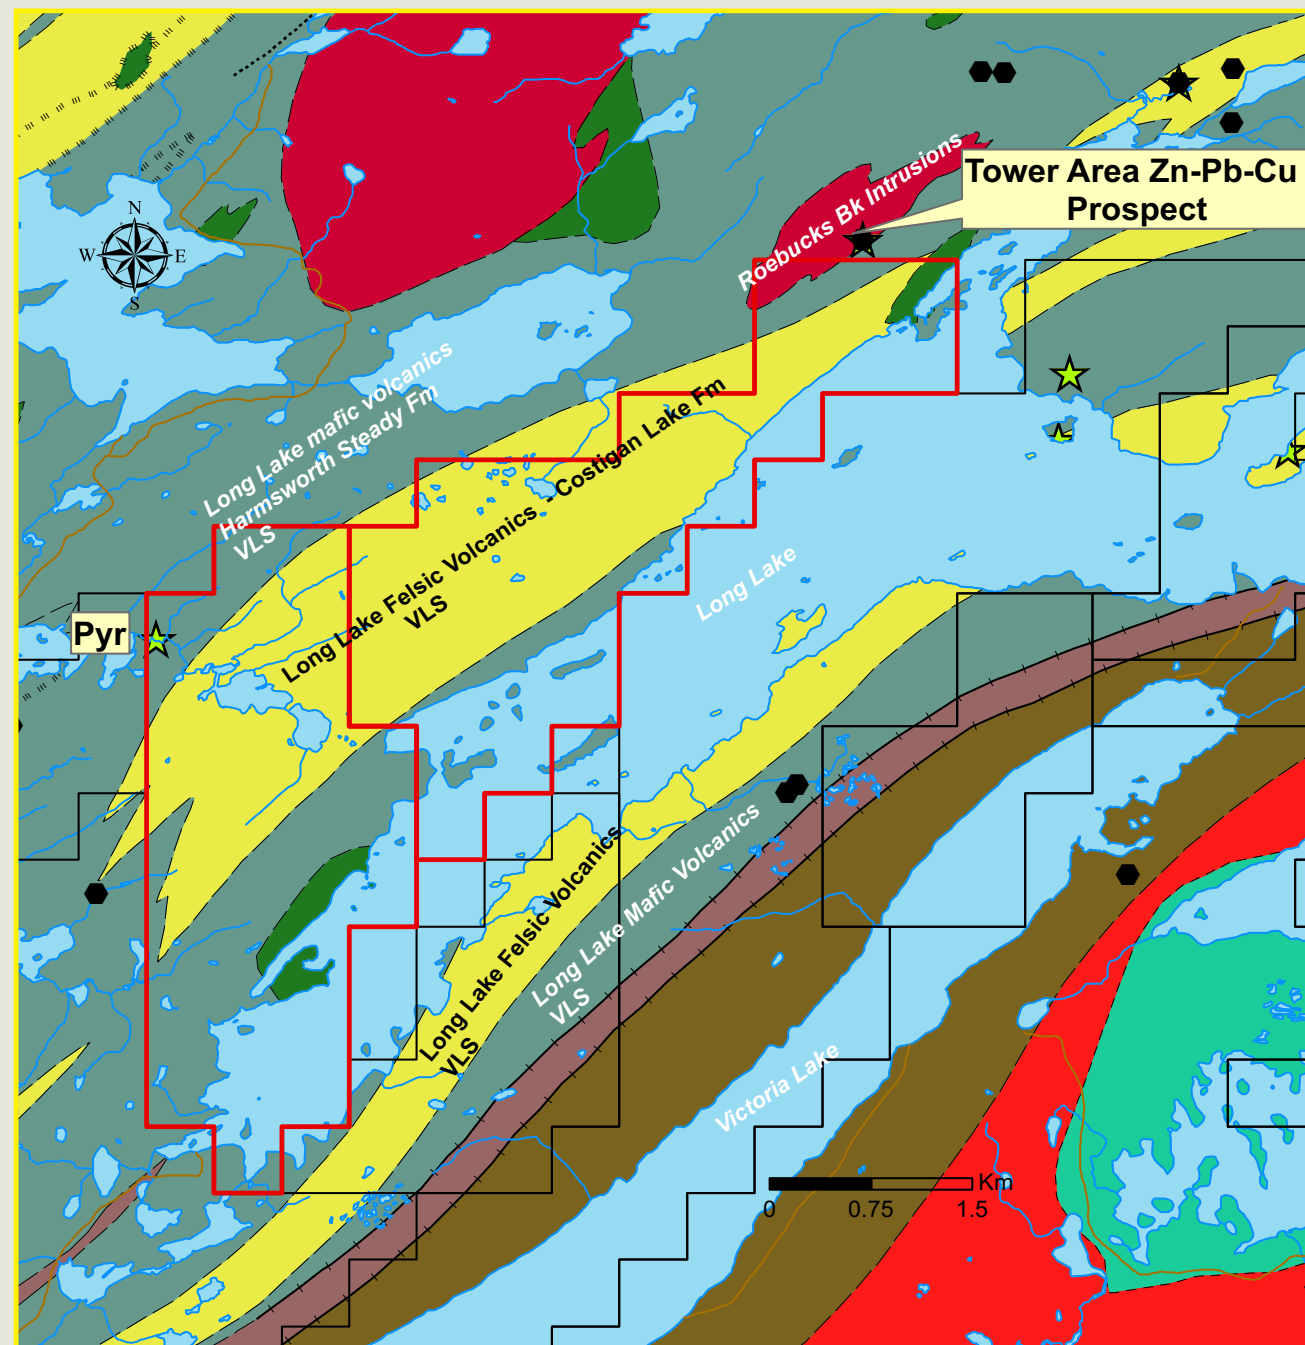 Roebucks Bk Intrusions
Tower Area Zn-Pb-Cu
Prospect
N
W
E
S
Long Lake mafic volcanics
Harmsworth Steady Fm
VLS
Long Lake Felsic Volcanics - Costigan Lake Fm
VLS
Long Lake
Pyr
Long Lake Felsic Volcanics
VLS
Long Lake Mafic Volcanics
VLS
Victoria Lake
Km
0 0.75 1.5